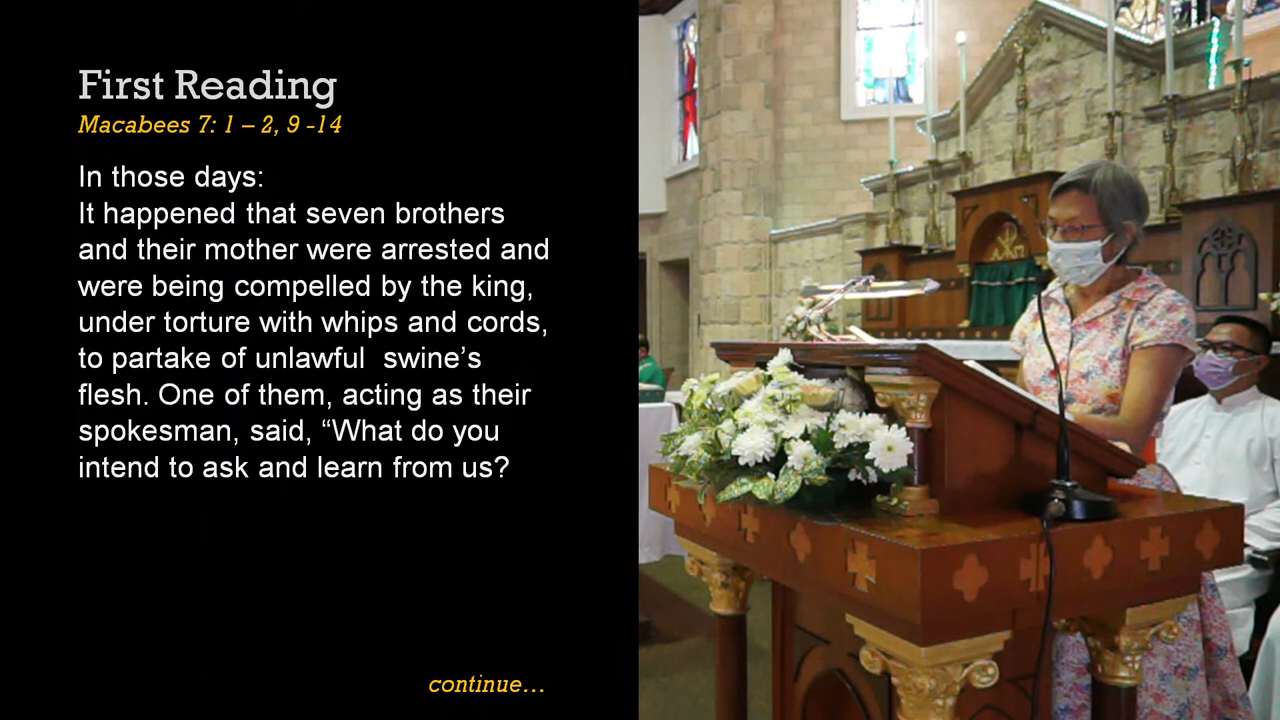 First Reading
Macabees 7: 1 – 2, 9 -14
In those days:
It happened that seven brothers
and their mother were arrested and
were being compelled by the king,
under torture with whips and cords,
to partake of unlawful  swine’s
flesh. One of them, acting as their
spokesman, said, “What do you
intend to ask and learn from us?
continue...